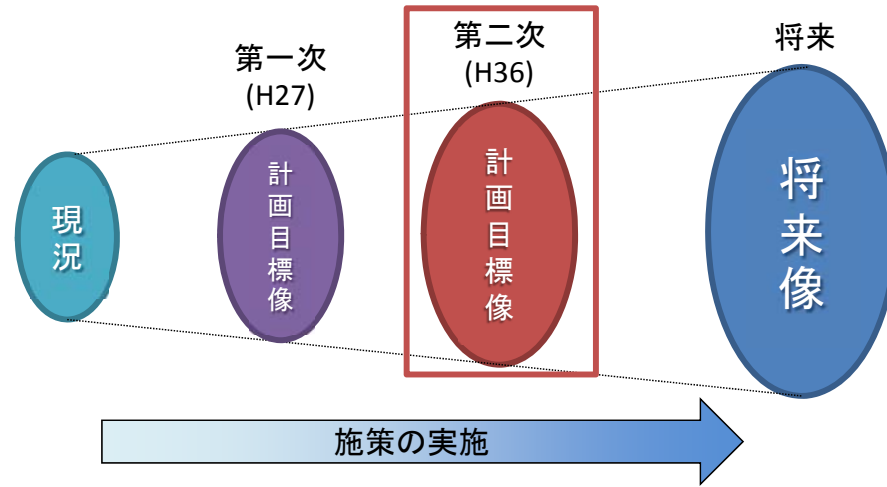 第一次
(H27)
第二次
(H36)
将来
現況
計画目標像
計画目標像
将来像
施策の実施